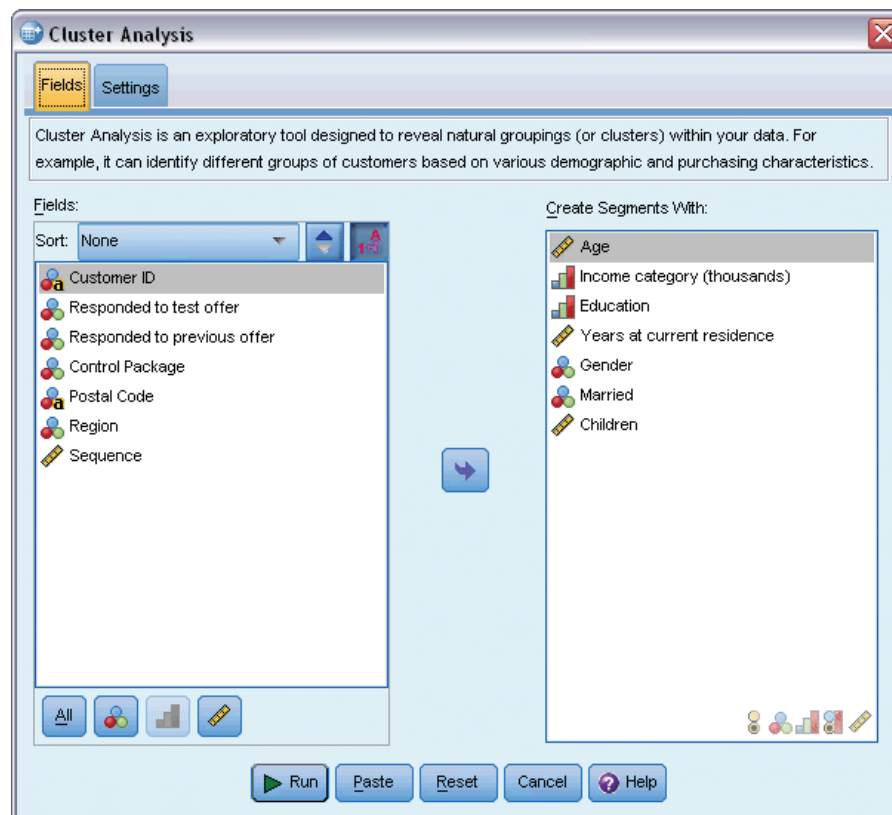 Cluster Analysis
Fields
Settings
Cluster Analysis is an exploratory tool designed to reveal natural groupings (or clusters) within your data. For
example, it can identify different groups of customers based on various demographic and purchasing characteristics.
Fields:
Sort: None
Customer ID
Responded to test offer
Responded to previous offer
Control Package
Postal Code
Region
Sequence
All
Create Segments With:
Age
Income category (thousands)
Education
Years at current residence
Gender
Married
Children
Run
Paste
Reset
Cancel
Help